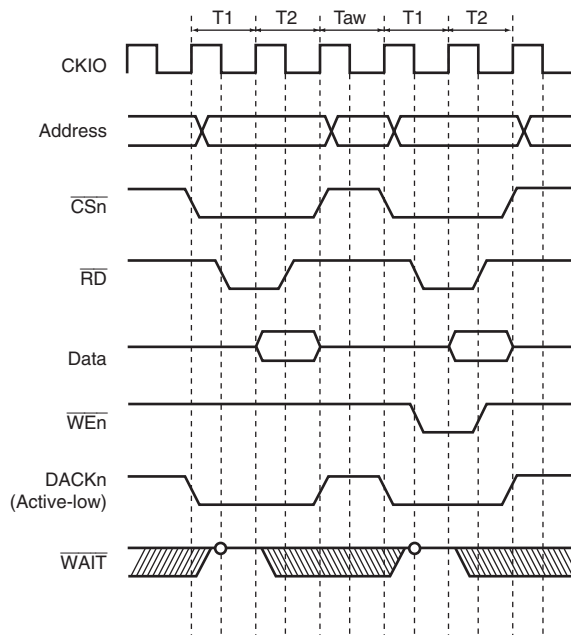 T1 T2 Taw T1 T2
CKIO
Address
CSn
RD
Data
WEn
DACKn
(Active-low)
WAIT